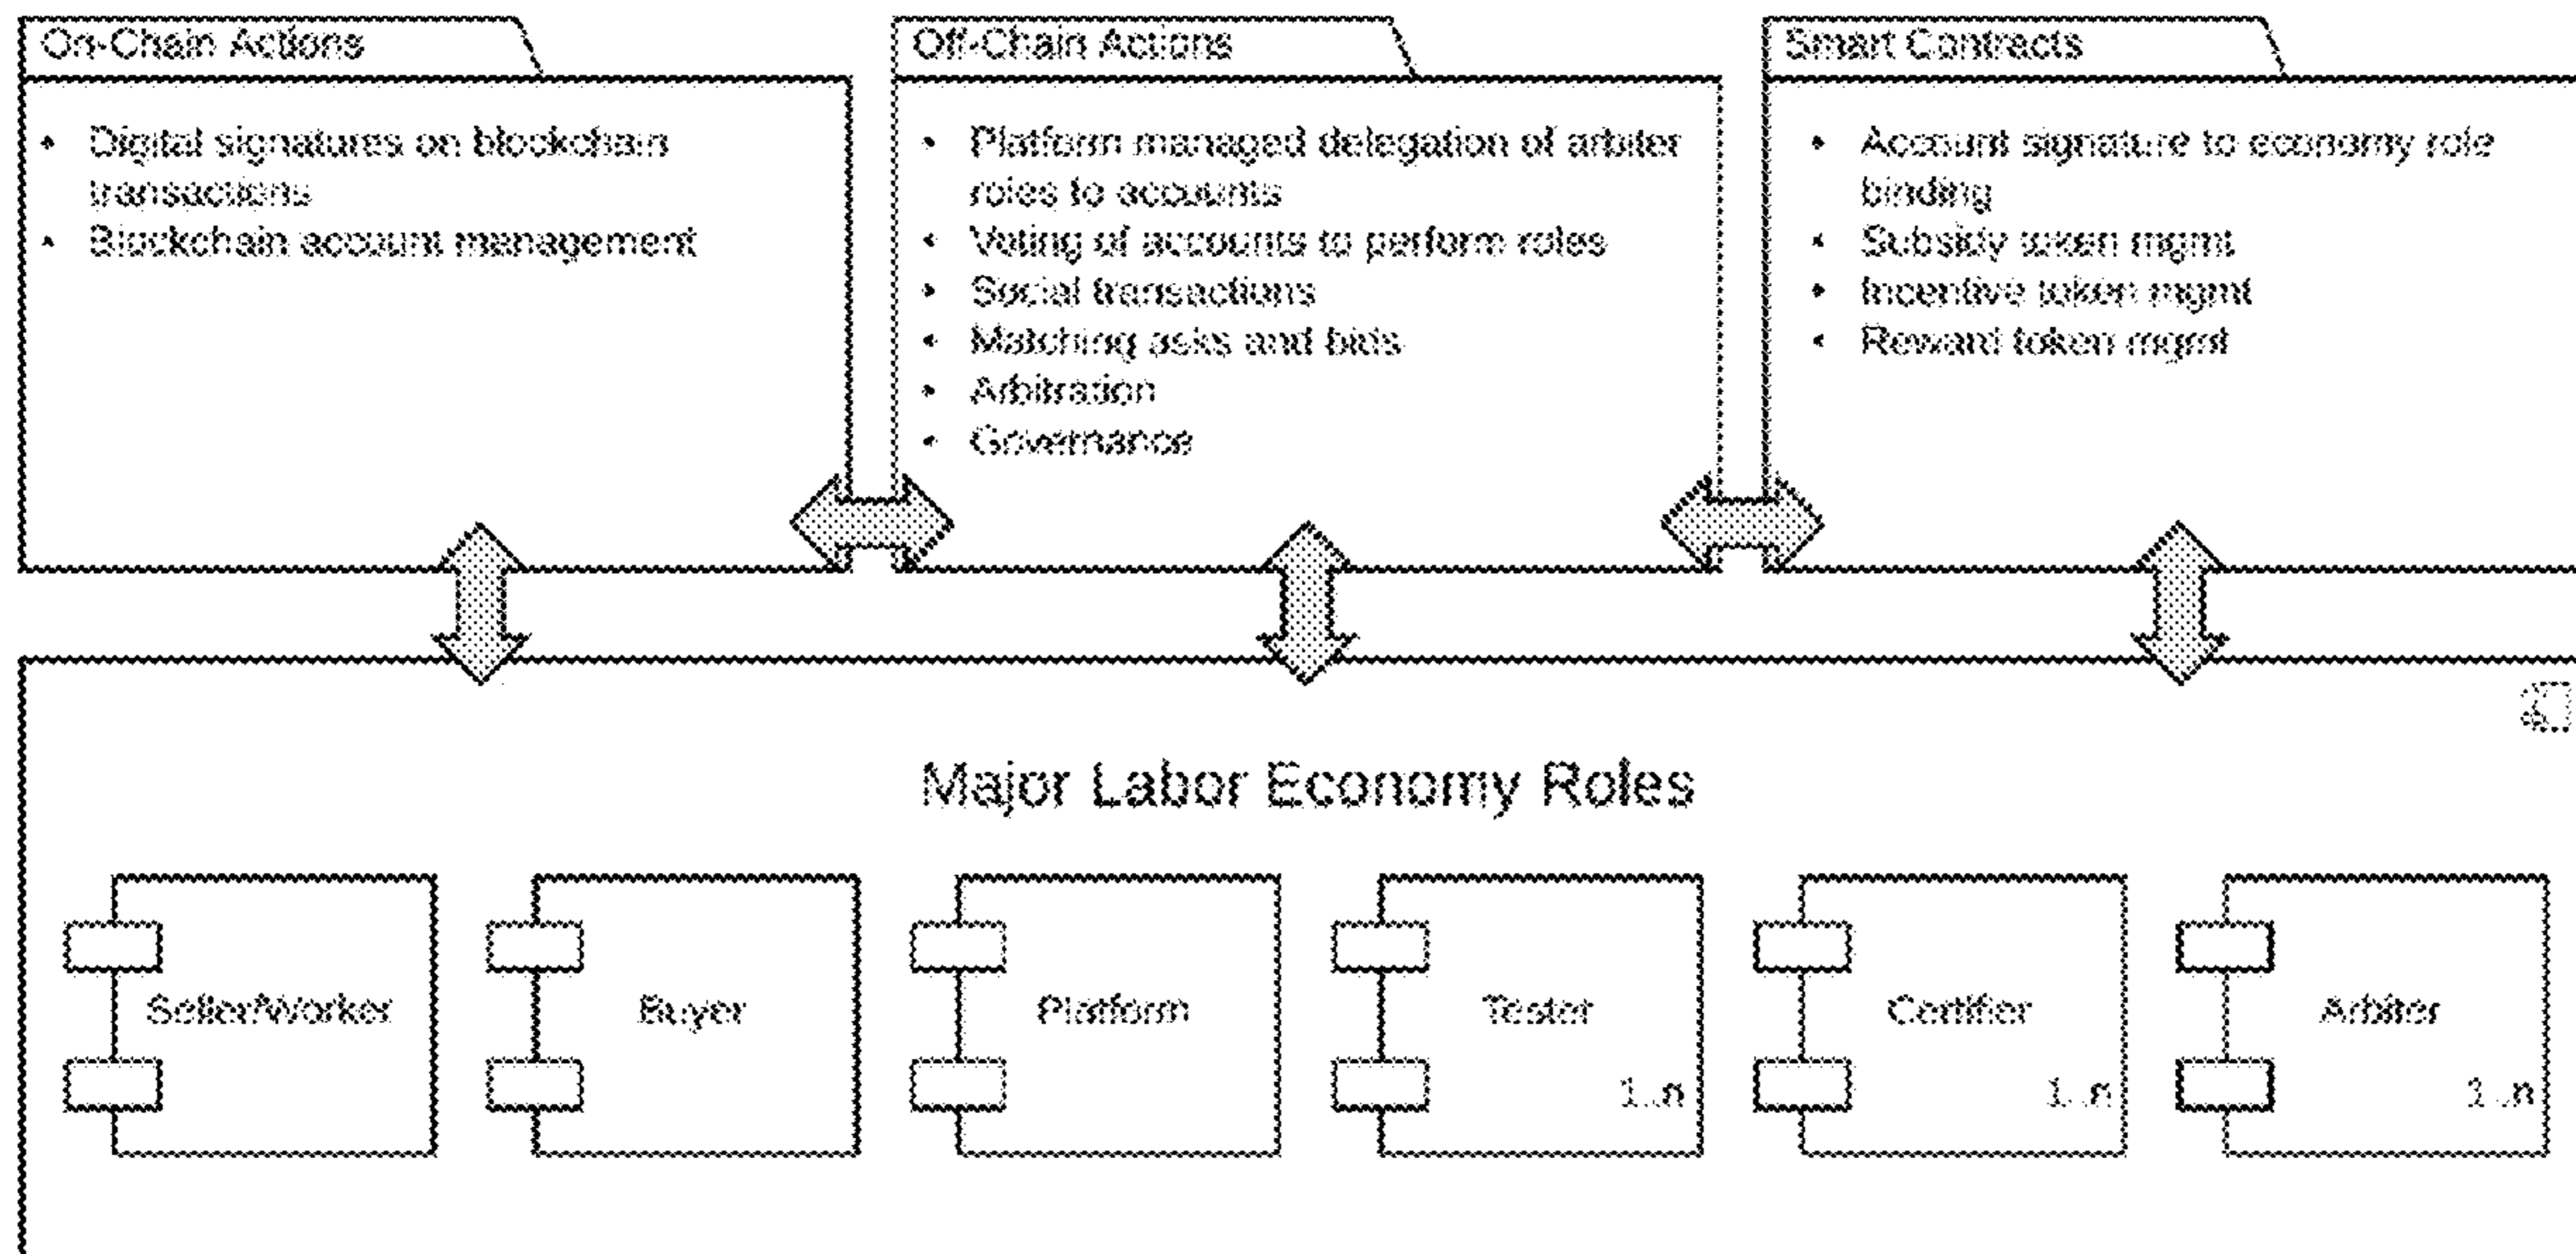 On-Chain Actions
• Digital signatures on blockchain
transactions
• Blockchain account management
Off-Chain Actions
• Platform managed delegation of arbiter
roles to accounts
• Voting of accounts to perform roles
• Social transactions
• Matching asks and bids
• Arbitration
• Governance
Smart Contracts
• Account signature to economy role
binding
• Subsidy token mgmt
• Incentive token mgmt
• Reward token mgmt
Major Labor Economy Roles
Seller/Worker
Buyer
Platform
Tester
1..n
Certifier
1..n
Arbiter
1..n